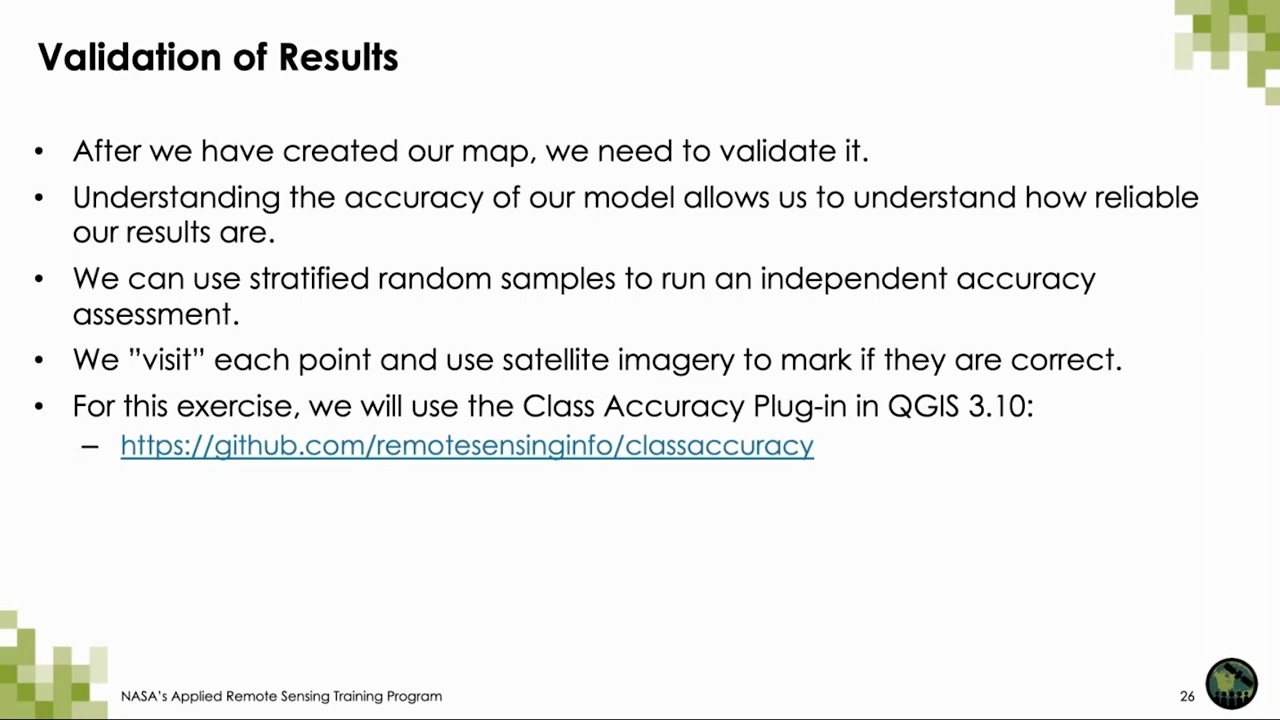 Validation of Results
• After we have created our map, we need to validate it.
• Understanding the accuracy of our model allows us to understand how reliable
our results are.
• We can use stratified random samples to run an independent accuracy
assessment.
• We ”visit” each point and use satellite imagery to mark if they are correct.
• For this exercise, we will use the Class Accuracy Plug-in in QGIS 3.10:
– https://github.com/remotesensinginfo/classaccuracy
NASA’s Applied Remote Sensing Training Program
26